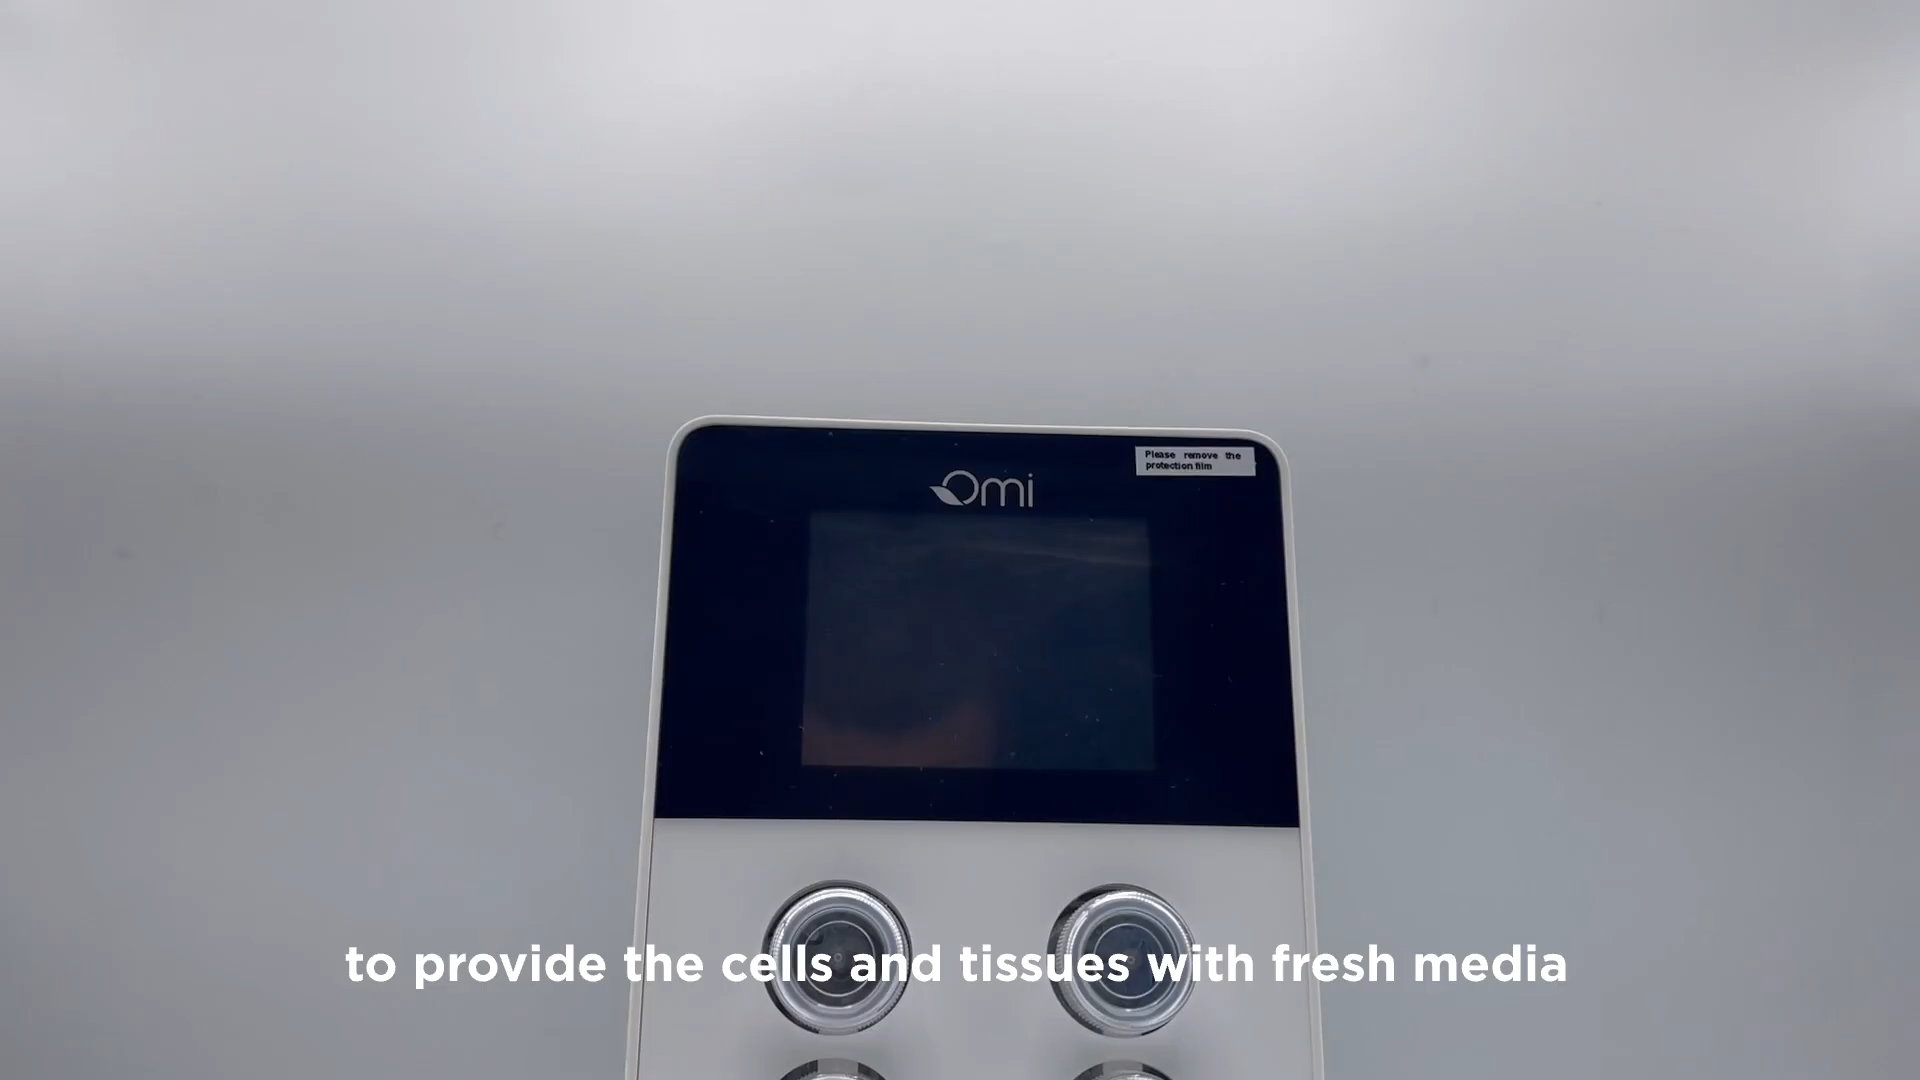 Please remove the
protection film
Omi
to provide the cells and tissues with fresh media